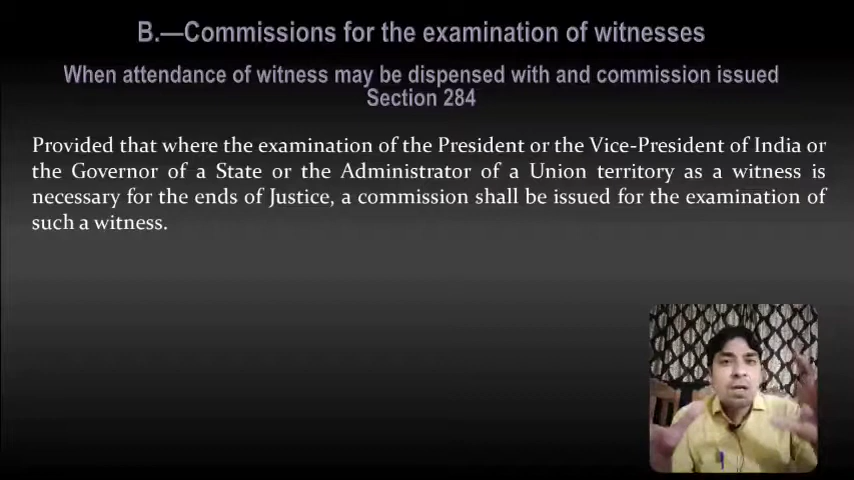 B.—Commissions for the examination of witnesses
When attendance of witness may be dispensed with and commission issued
Section 284
Provided that where the examination of the President or the Vice-President of India or
the Governor of a State or the Administrator of a Union territory as a witness is
necessary for the ends of Justice, a commission shall be issued for the examination of
such a witness.